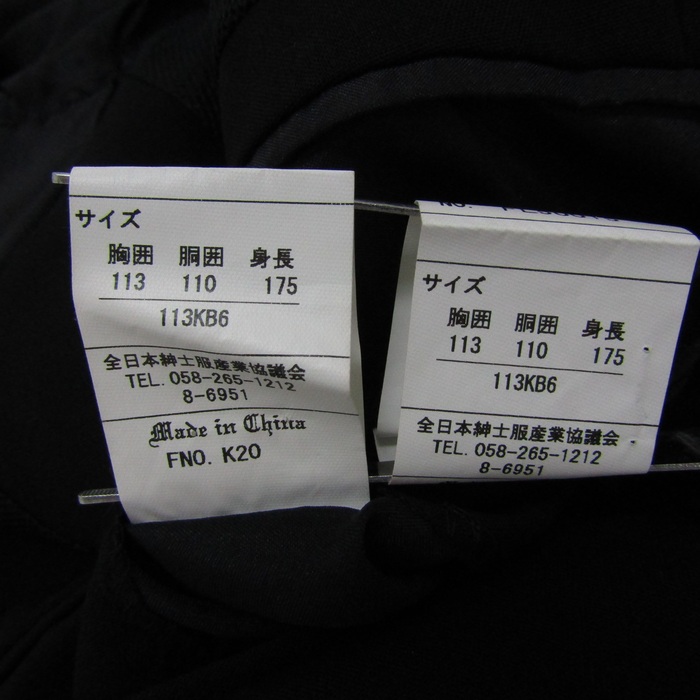 サイズ
胸囲 胴囲 身長
113 110 175
113KB6
全日本紳士服産業協議会
TEL. 058-265-1212
8-6951
Made in China
FNO. K20
NO.
サイズ
胸囲 胴囲 身長
113 110 175
113KB6
全日本紳士服産業協議会
TEL. 058-265-1212
8-6951